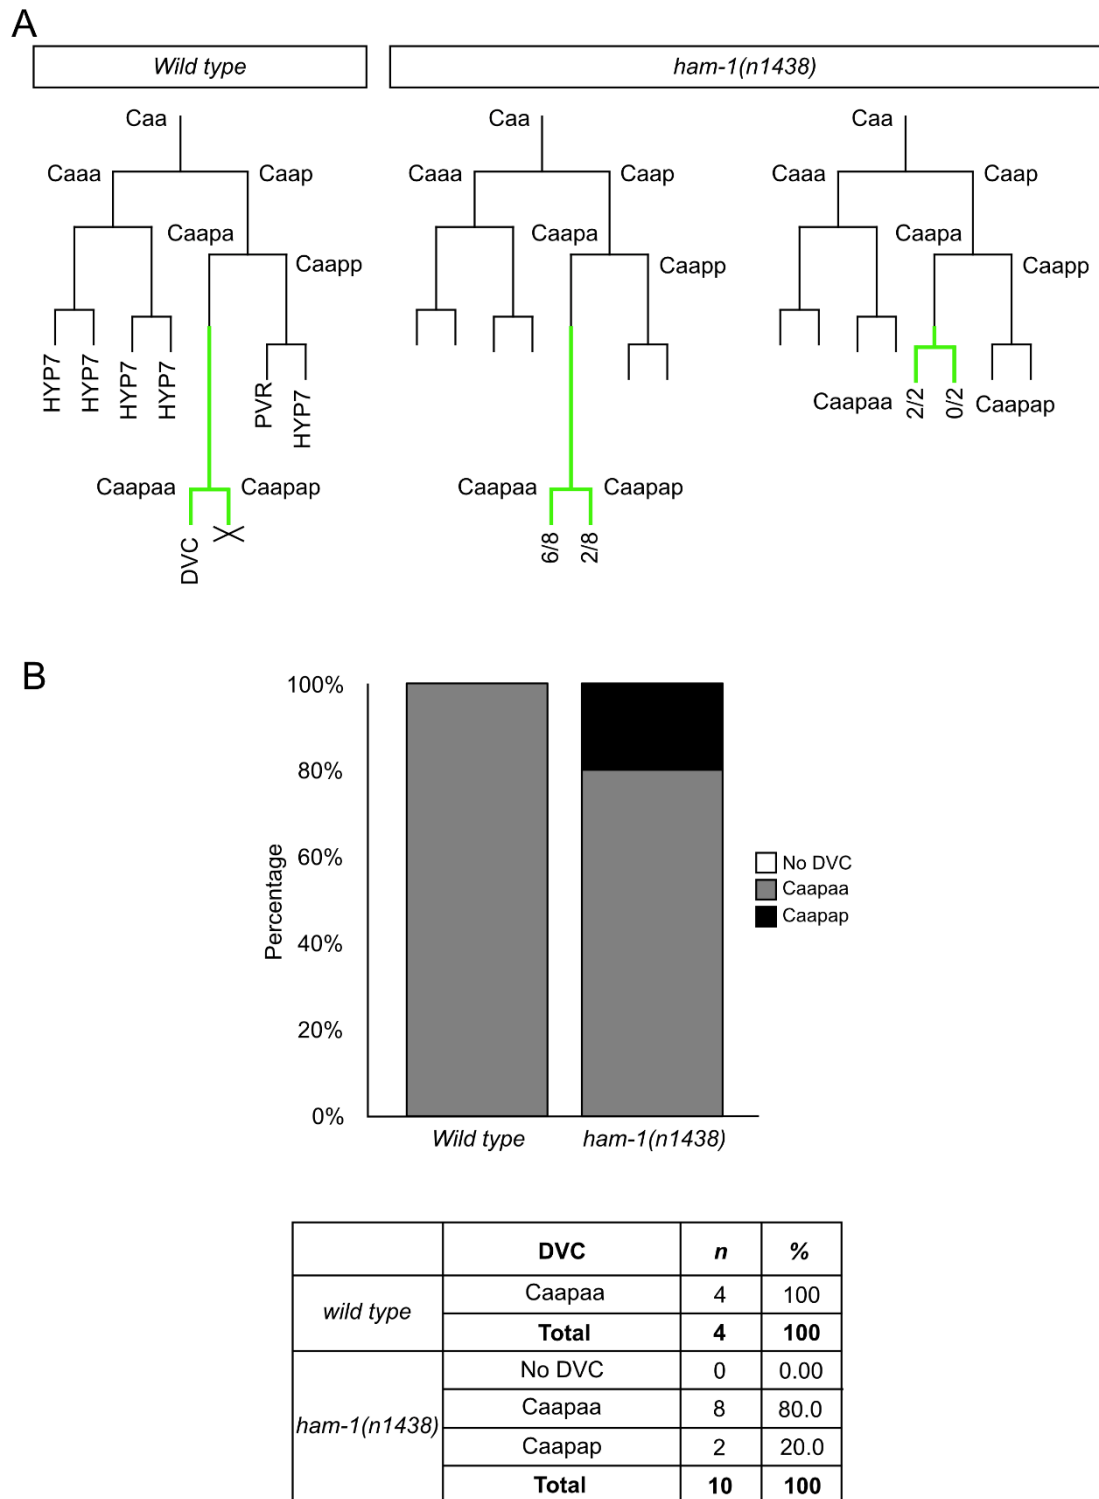 A
Wild type
ham-1(n1438)
Caa
Caaa
Caap
Caapa
Caapp
HYP7
HYP7
HYP7
HYP7
PVR
HYP7
Caapaa
Caapap
DVC
Caa
Caaa
Caap
Caapa
Caapp
Caapaa
Caapap
6/8
2/8
Caa
Caaa
Caap
Caapa
Caapp
Caapaa
2/2
0/2
Caapap
B
100%
80%
60%
40%
20%
0%
Percentage
Wild type
ham-1(n1438)
No DVC
Caapaa
Caapap
DVC n %
wild type
Caapaa 4 100
Total 4 100
ham-1(n1438)
No DVC 0 0.00
Caapaa 8 80.0
Caapap 2 20.0
Total 10 100